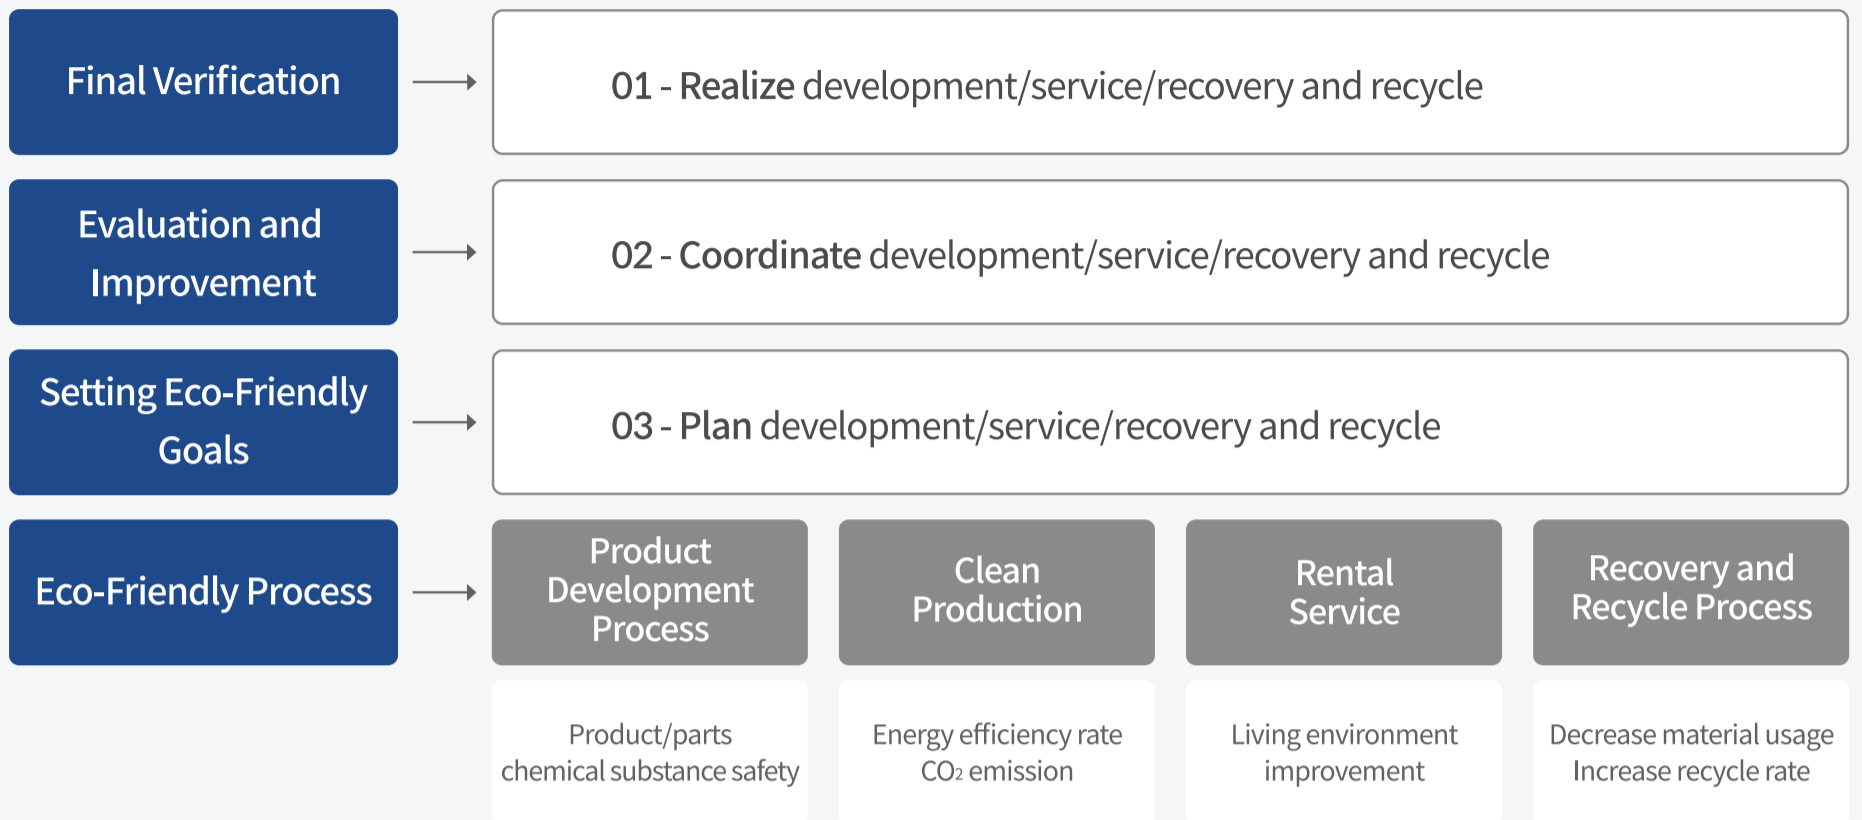 Final Verification
01 - Realize development/service/recovery and recycle
Evaluation and
Improvement
02 - Coordinate development/service/recovery and recycle
Setting Eco-Friendly
Goals
03 - Plan development/service/recovery and recycle
Eco-Friendly Process
Product
Development
Process
Clean
Production
Rental
Service
Recovery and
Recycle Process
Product/parts
chemical substance safety
Energy efficiency rate
CO₂ emission
Living environment
improvement
Decrease material usage
Increase recycle rate